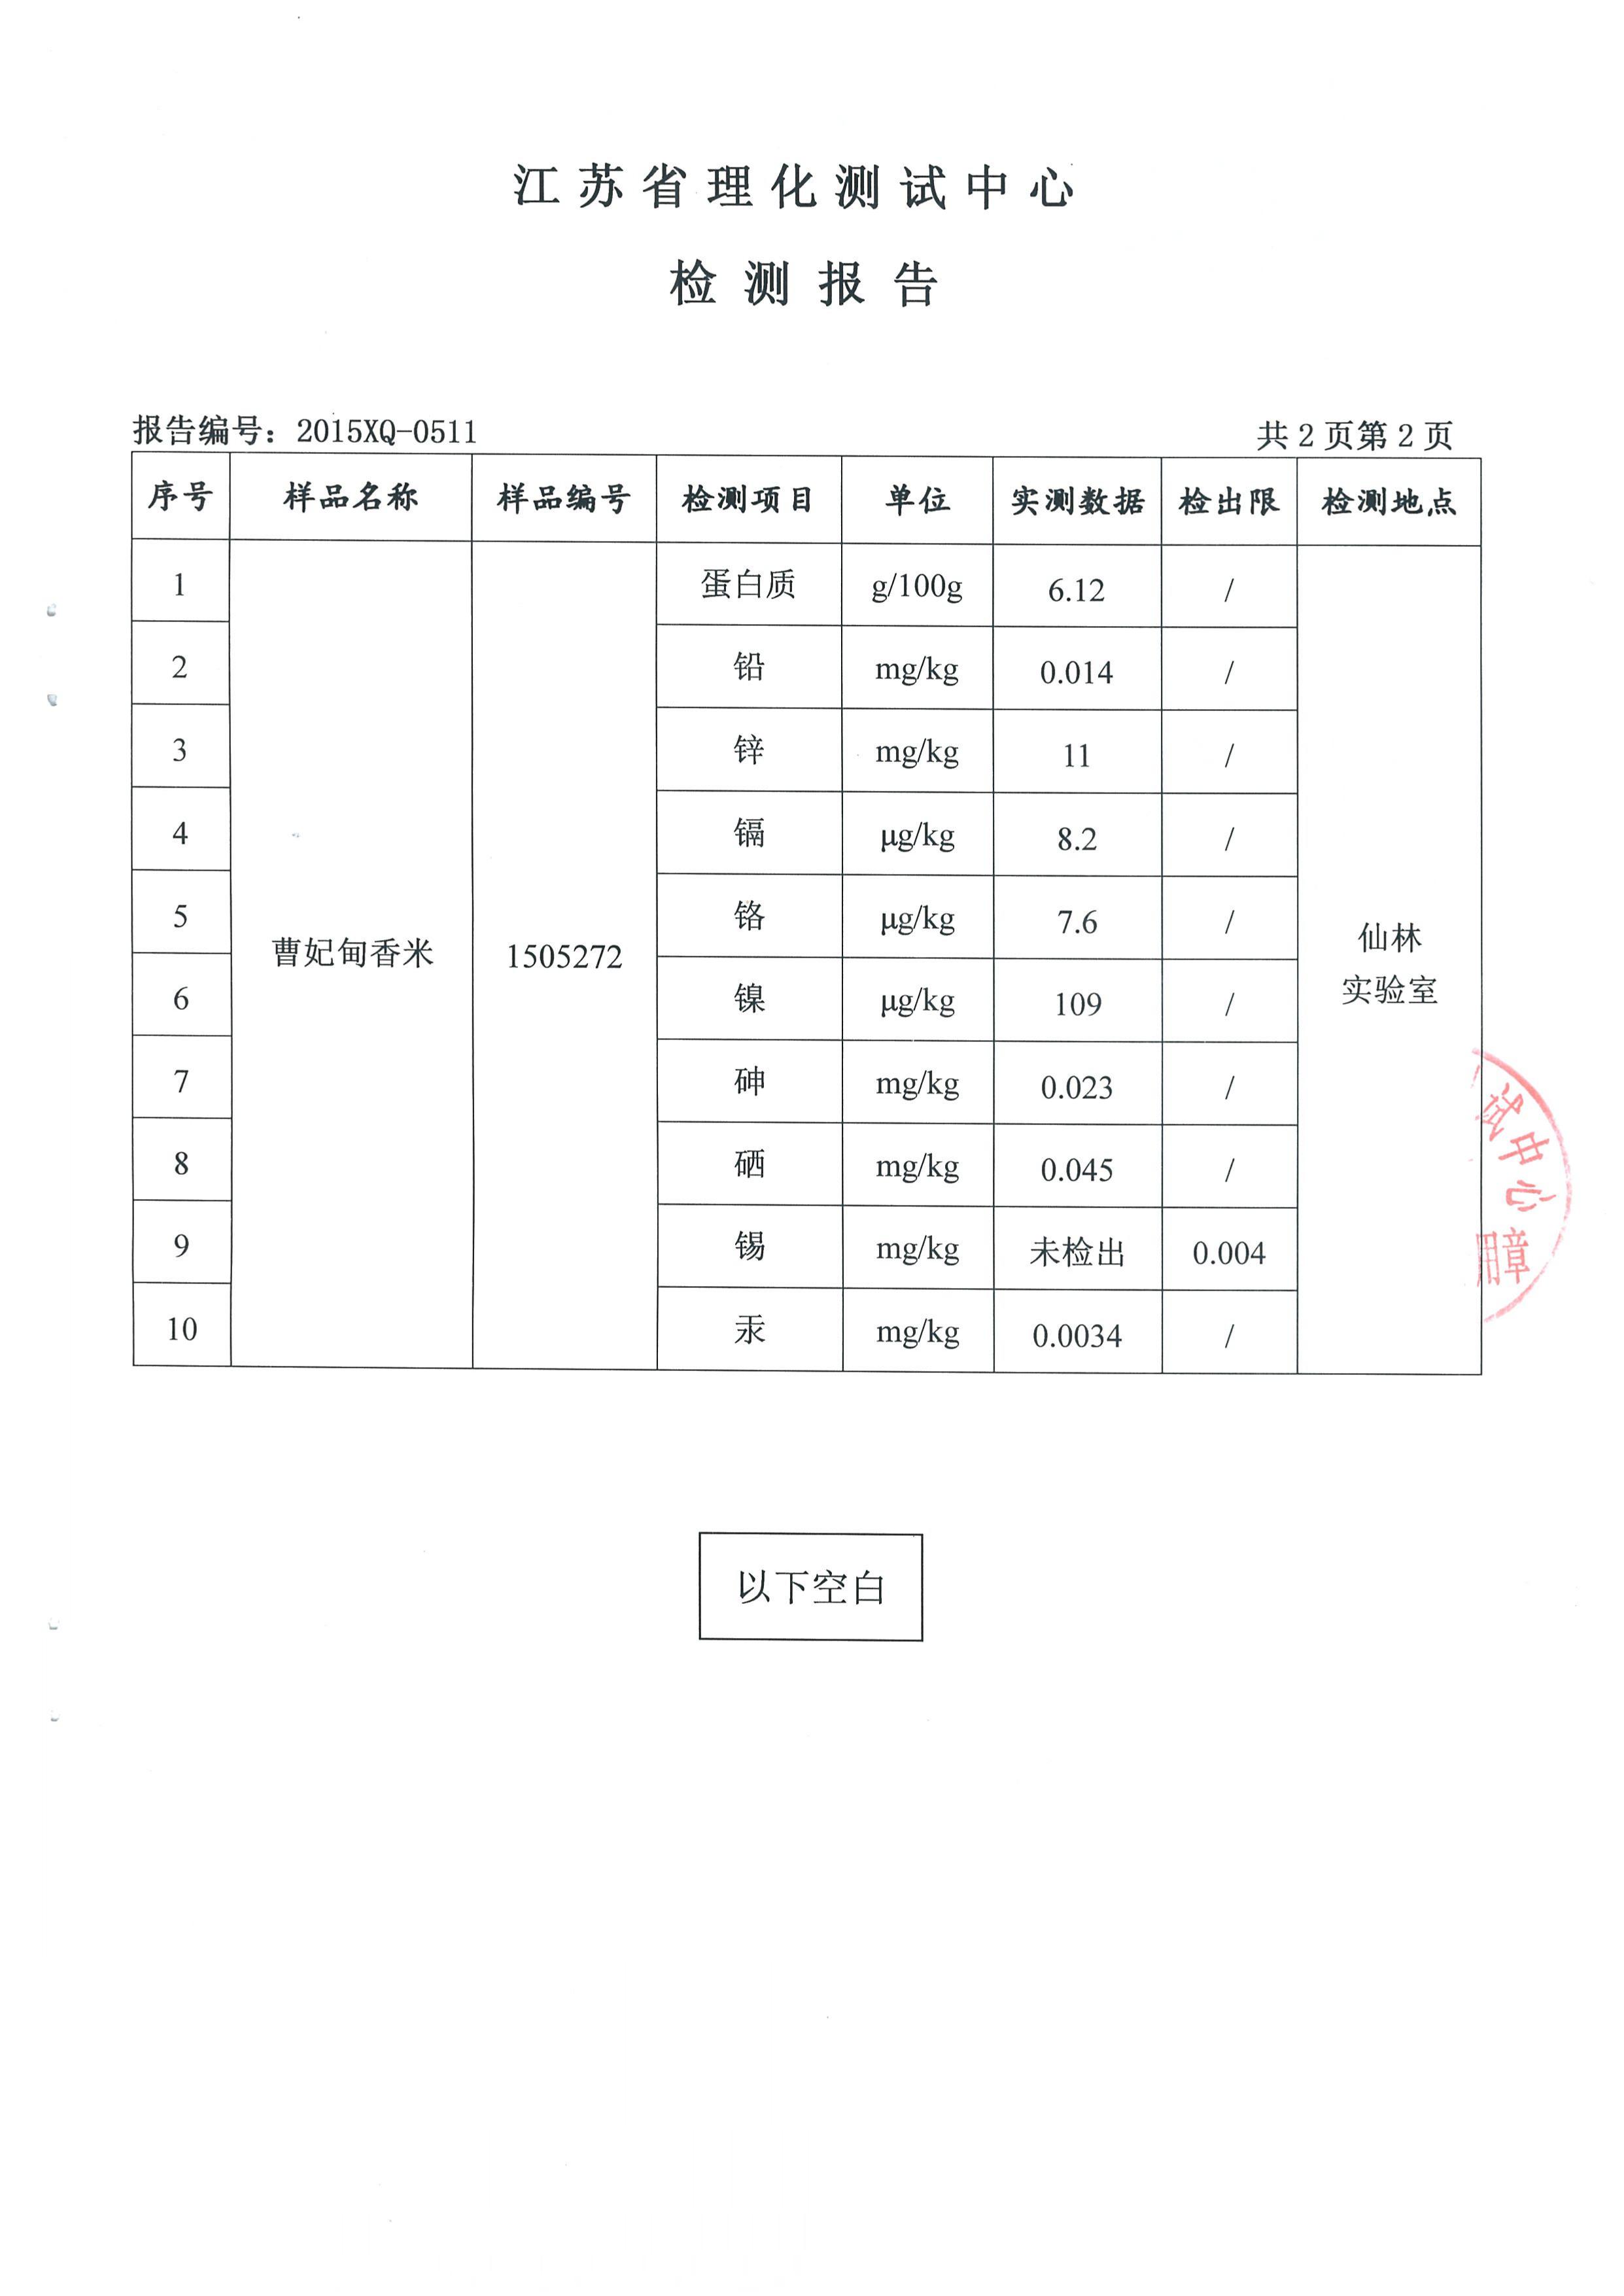 江苏省理化测试中心
检测报告
报告编号：2015XQ-0511 共 2 页第 2 页
序号 样品名称 样品编号 检测项目 单位 实测数据 检出限 检测地点
1 蛋白质 g/100g 6.12 /
2 铅 mg/kg 0.014 /
3 锌 mg/kg 11 /
4 镉 μg/kg 8.2 /
5 铬 μg/kg 7.6 /
曹妃甸香米 1505272
仙林
实验室
6 镍 μg/kg 109 /
7 砷 mg/kg 0.023 /
8 硒 mg/kg 0.045 /
9 锡 mg/kg 未检出 0.004
10 汞 mg/kg 0.0034 /
试中心
用章
以下空白